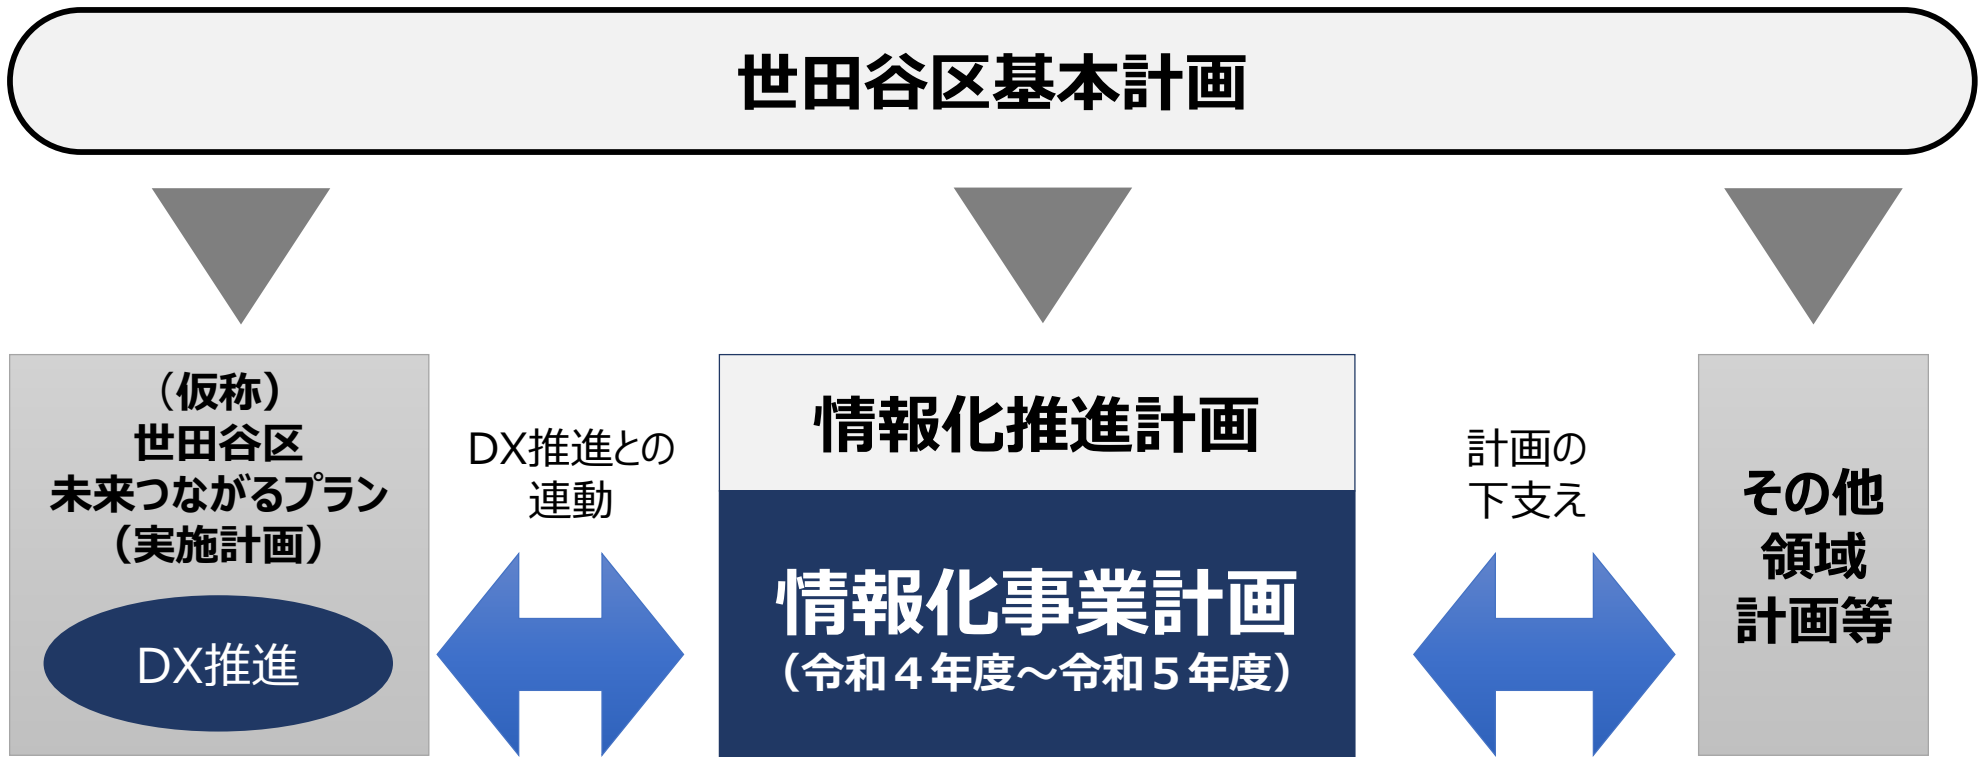 世田谷区基本計画
（仮称）
世田谷区
未来つながるプラン
（実施計画）
DX推進
DX推進との
連動
情報化推進計画
情報化事業計画
（令和４年度～令和５年度）
計画の
下支え
その他
領域
計画等